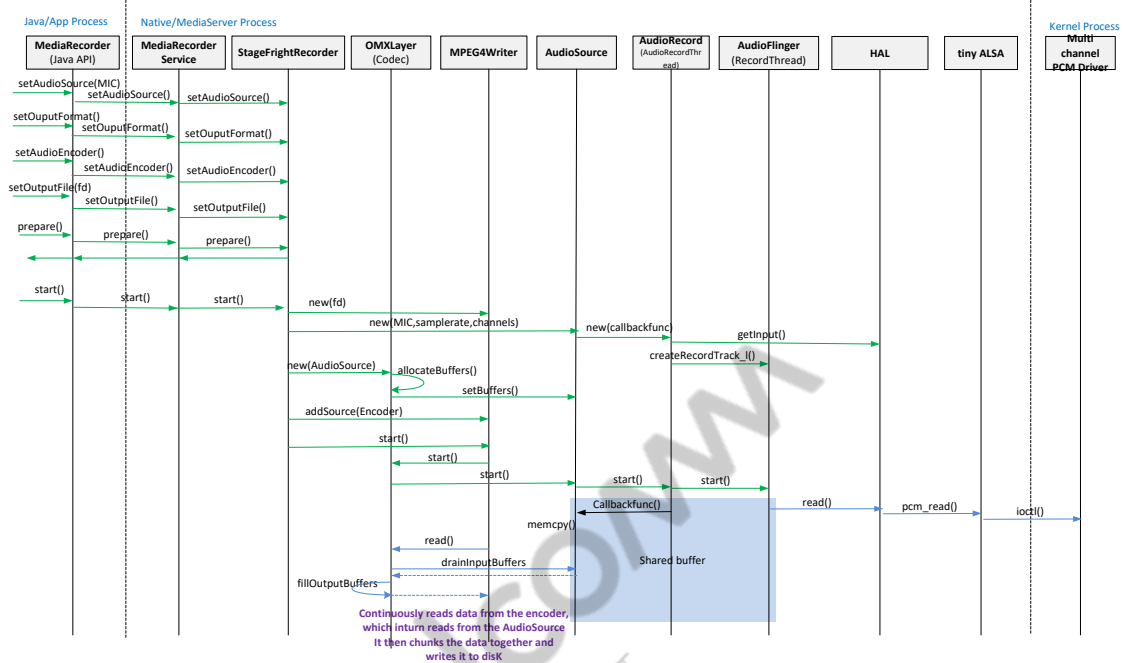 Java/App Process
Native/MediaServer Process
Kernel Process
MediaRecorder
(Java API)
MediaRecorder
Service
StageFrightRecorder
OMXLayer
(Codec)
MPEG4Writer
AudioSource
AudioRecord
(AudioRecordThr
ead)
AudioFlinger
(RecordThread)
HAL
tiny ALSA
Multi
channel
PCM Driver
setAudioSource(MIC)
setAudioSource()
setAudioSource()
setOuputFormat()
setOuputFormat()
setOuputFormat()
setAudioEncoder()
setAudioEncoder()
setAudioEncoder()
setOutputFile(fd)
setOutputFile()
setOutputFile()
prepare()
prepare()
prepare()
start()
start()
start()
new(fd)
new(MIC,samplerate,channels)
new(callbackfunc)
getInput()
createRecordTrack_l()
new(AudioSource)
allocateBuffers()
setBuffers()
addSource(Encoder)
start()
start()
start()
start()
start()
Callbackfunc()
read()
pcm_read()
ioctl()
memcpy()
read()
drainInputBuffers
Shared buffer
fillOutputBuffers
Continuously reads data from the encoder,
which inturn reads from the AudioSource
It then chunks the data together and
writes it to disK